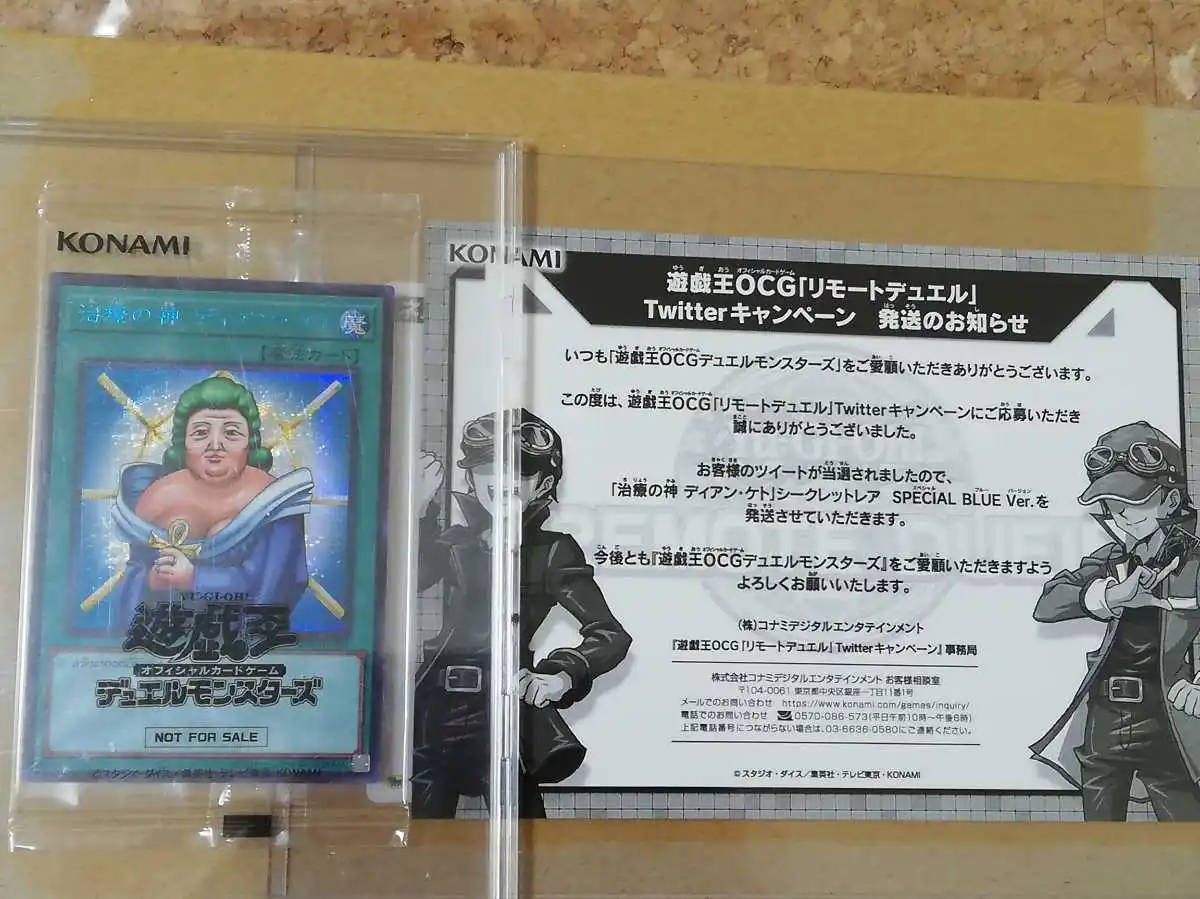 KONAMI
治療の神
魔
【魔法カード】
YU-GI-OH!
遊戯王
オフィシャルカードゲーム
デュエルモンスターズ
NOT FOR SALE
©スタジオ・ダイス/集英社・テレビ東京・KONAMI
KONAMI
遊戯王OCG「リモートデュエル」
Twitterキャンペーン 発送のお知らせ
いつも「遊戯王OCGデュエルモンスターズ」をご愛顧いただきありがとうございます。
この度は、遊戯王OCG「リモートデュエル」Twitterキャンペーンにご応募いただき
誠にありがとうございました。
お客様のツイートが当選されましたので、
「治療の神 ディアン・ケト」シークレットレア SPECIAL BLUE Ver.を
発送させていただきます。
今後とも『遊戯王OCGデュエルモンスターズ』をご愛顧いただきますよう
よろしくお願いいたします。
(株)コナミデジタルエンタテインメント
『遊戯王OCG「リモートデュエル」Twitterキャンペーン』事務局
株式会社コナミデジタルエンタテインメント お客様相談室
〒104-0061 東京都中央区銀座一丁目11番1号
メールでのお問い合わせ https://www.konami.com/games/inquiry/
電話でのお問い合わせ 0570-086-573(平日午前10時~午後6時)
上記電話番号につながらない場合は、03-6636-0580にご連絡ください。
©スタジオ・ダイス/集英社・テレビ東京・KONAMI